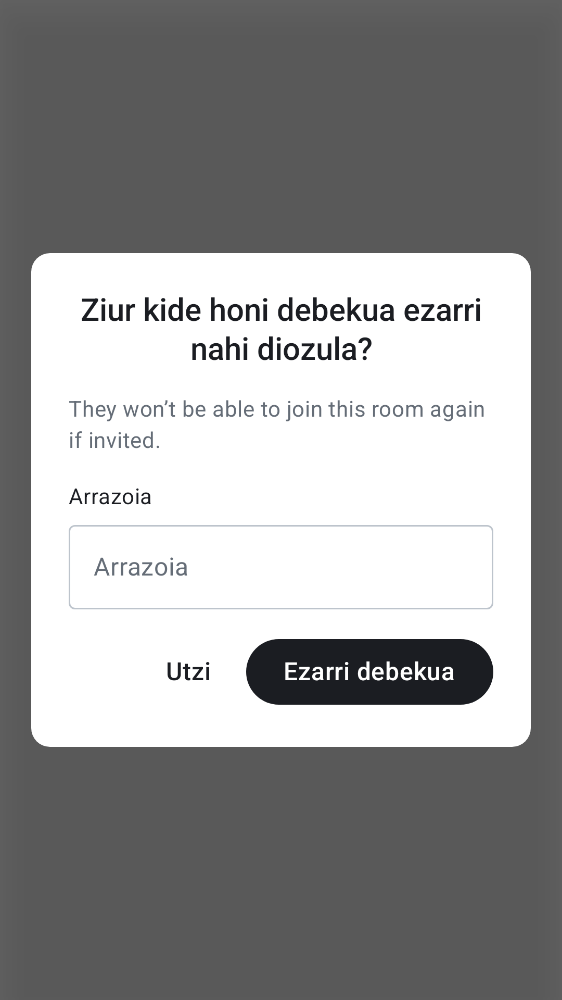 Ziur kide honi debekua ezarri
nahi diozula?
They won’t be able to join this room again
if invited.
Arrazoia
Arrazoia
Utzi
Ezarri debekua